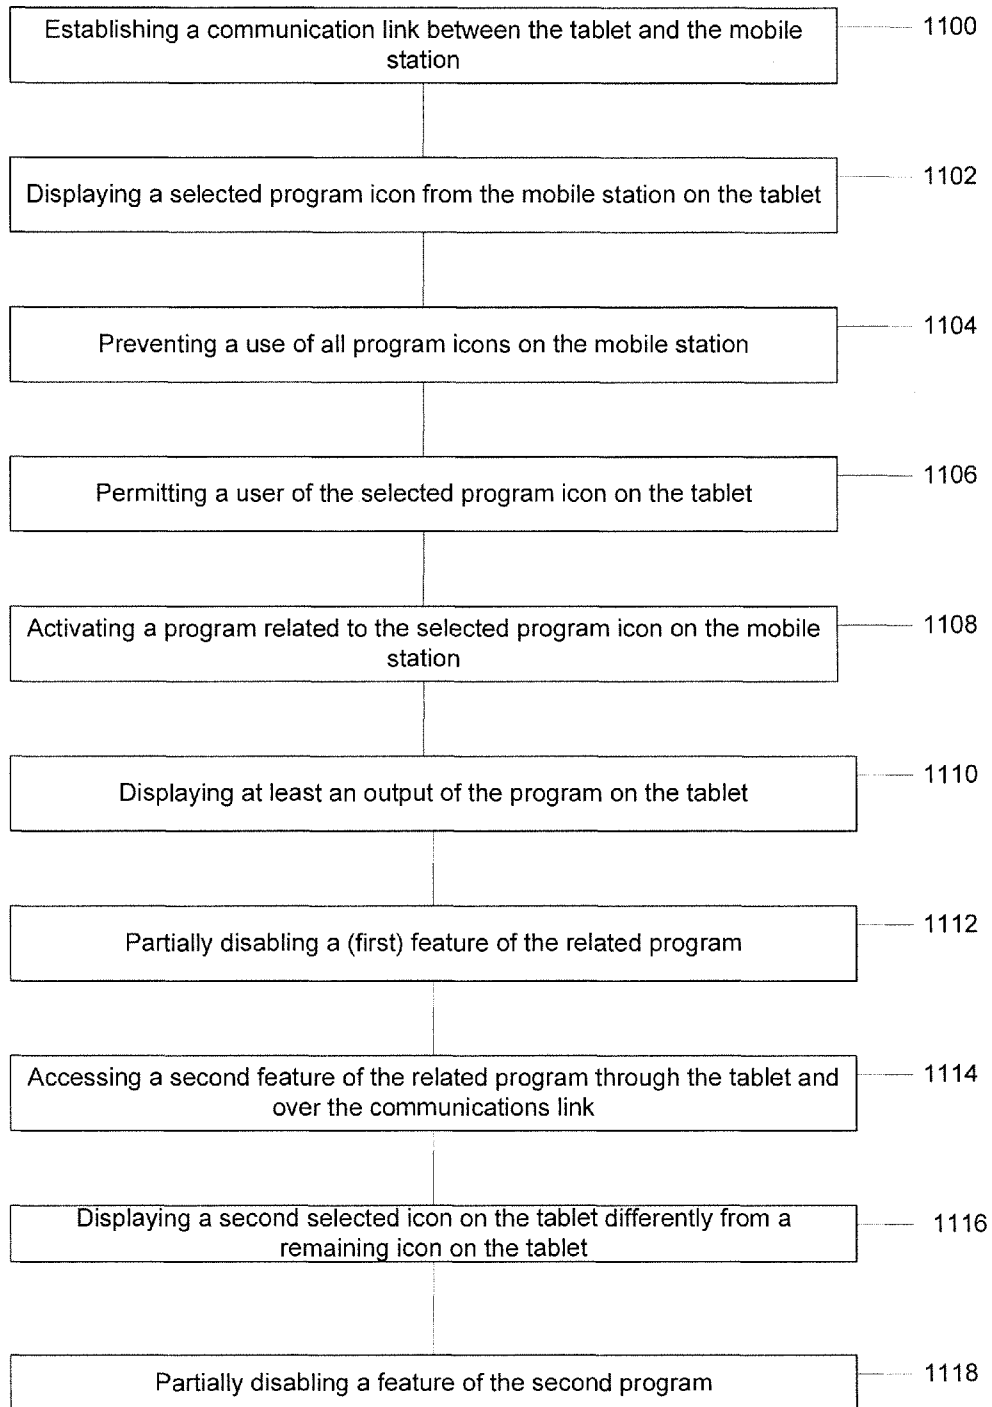 Establishing a communication link between the tablet and the mobile
station
1100
Displaying a selected program icon from the mobile station on the tablet
1102
Preventing a use of all program icons on the mobile station
1104
Permitting a user of the selected program icon on the tablet
1106
Activating a program related to the selected program icon on the mobile
station
1108
Displaying at least an output of the program on the tablet
1110
Partially disabling a (first) feature of the related program
1112
Accessing a second feature of the related program through the tablet and
over the communications link
1114
Displaying a second selected icon on the tablet differently from a
remaining icon on the tablet
1116
Partially disabling a feature of the second program
1118